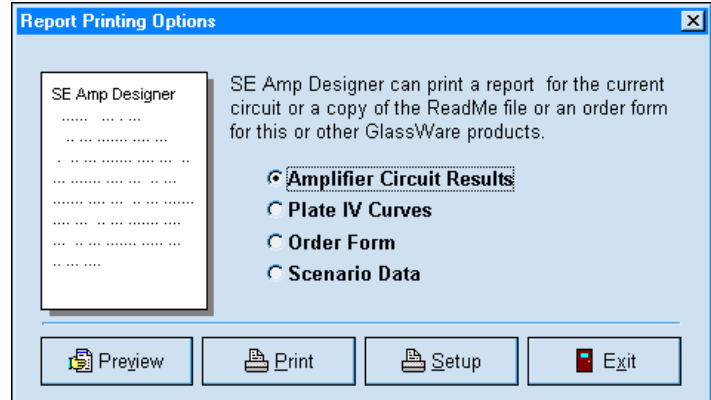 Report Printing Options
SE Amp Designer
SE Amp Designer can print a report for the current
circuit or a copy of the ReadMe file or an order form
for this or other GlassWare products.
Amplifier Circuit Results
Plate IV Curves
Order Form
Scenario Data
Preview
Print
Setup
Exit